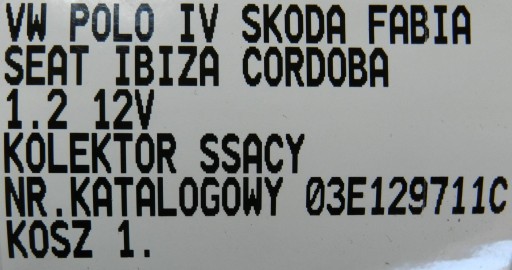 VW POLO IV SKODA FABIA
SEAT IBIZA CORDOBA
1.2 12V
KOLEKTOR SSACY
NR.KATALOGOWY 03E129711C
KOSZ 1.